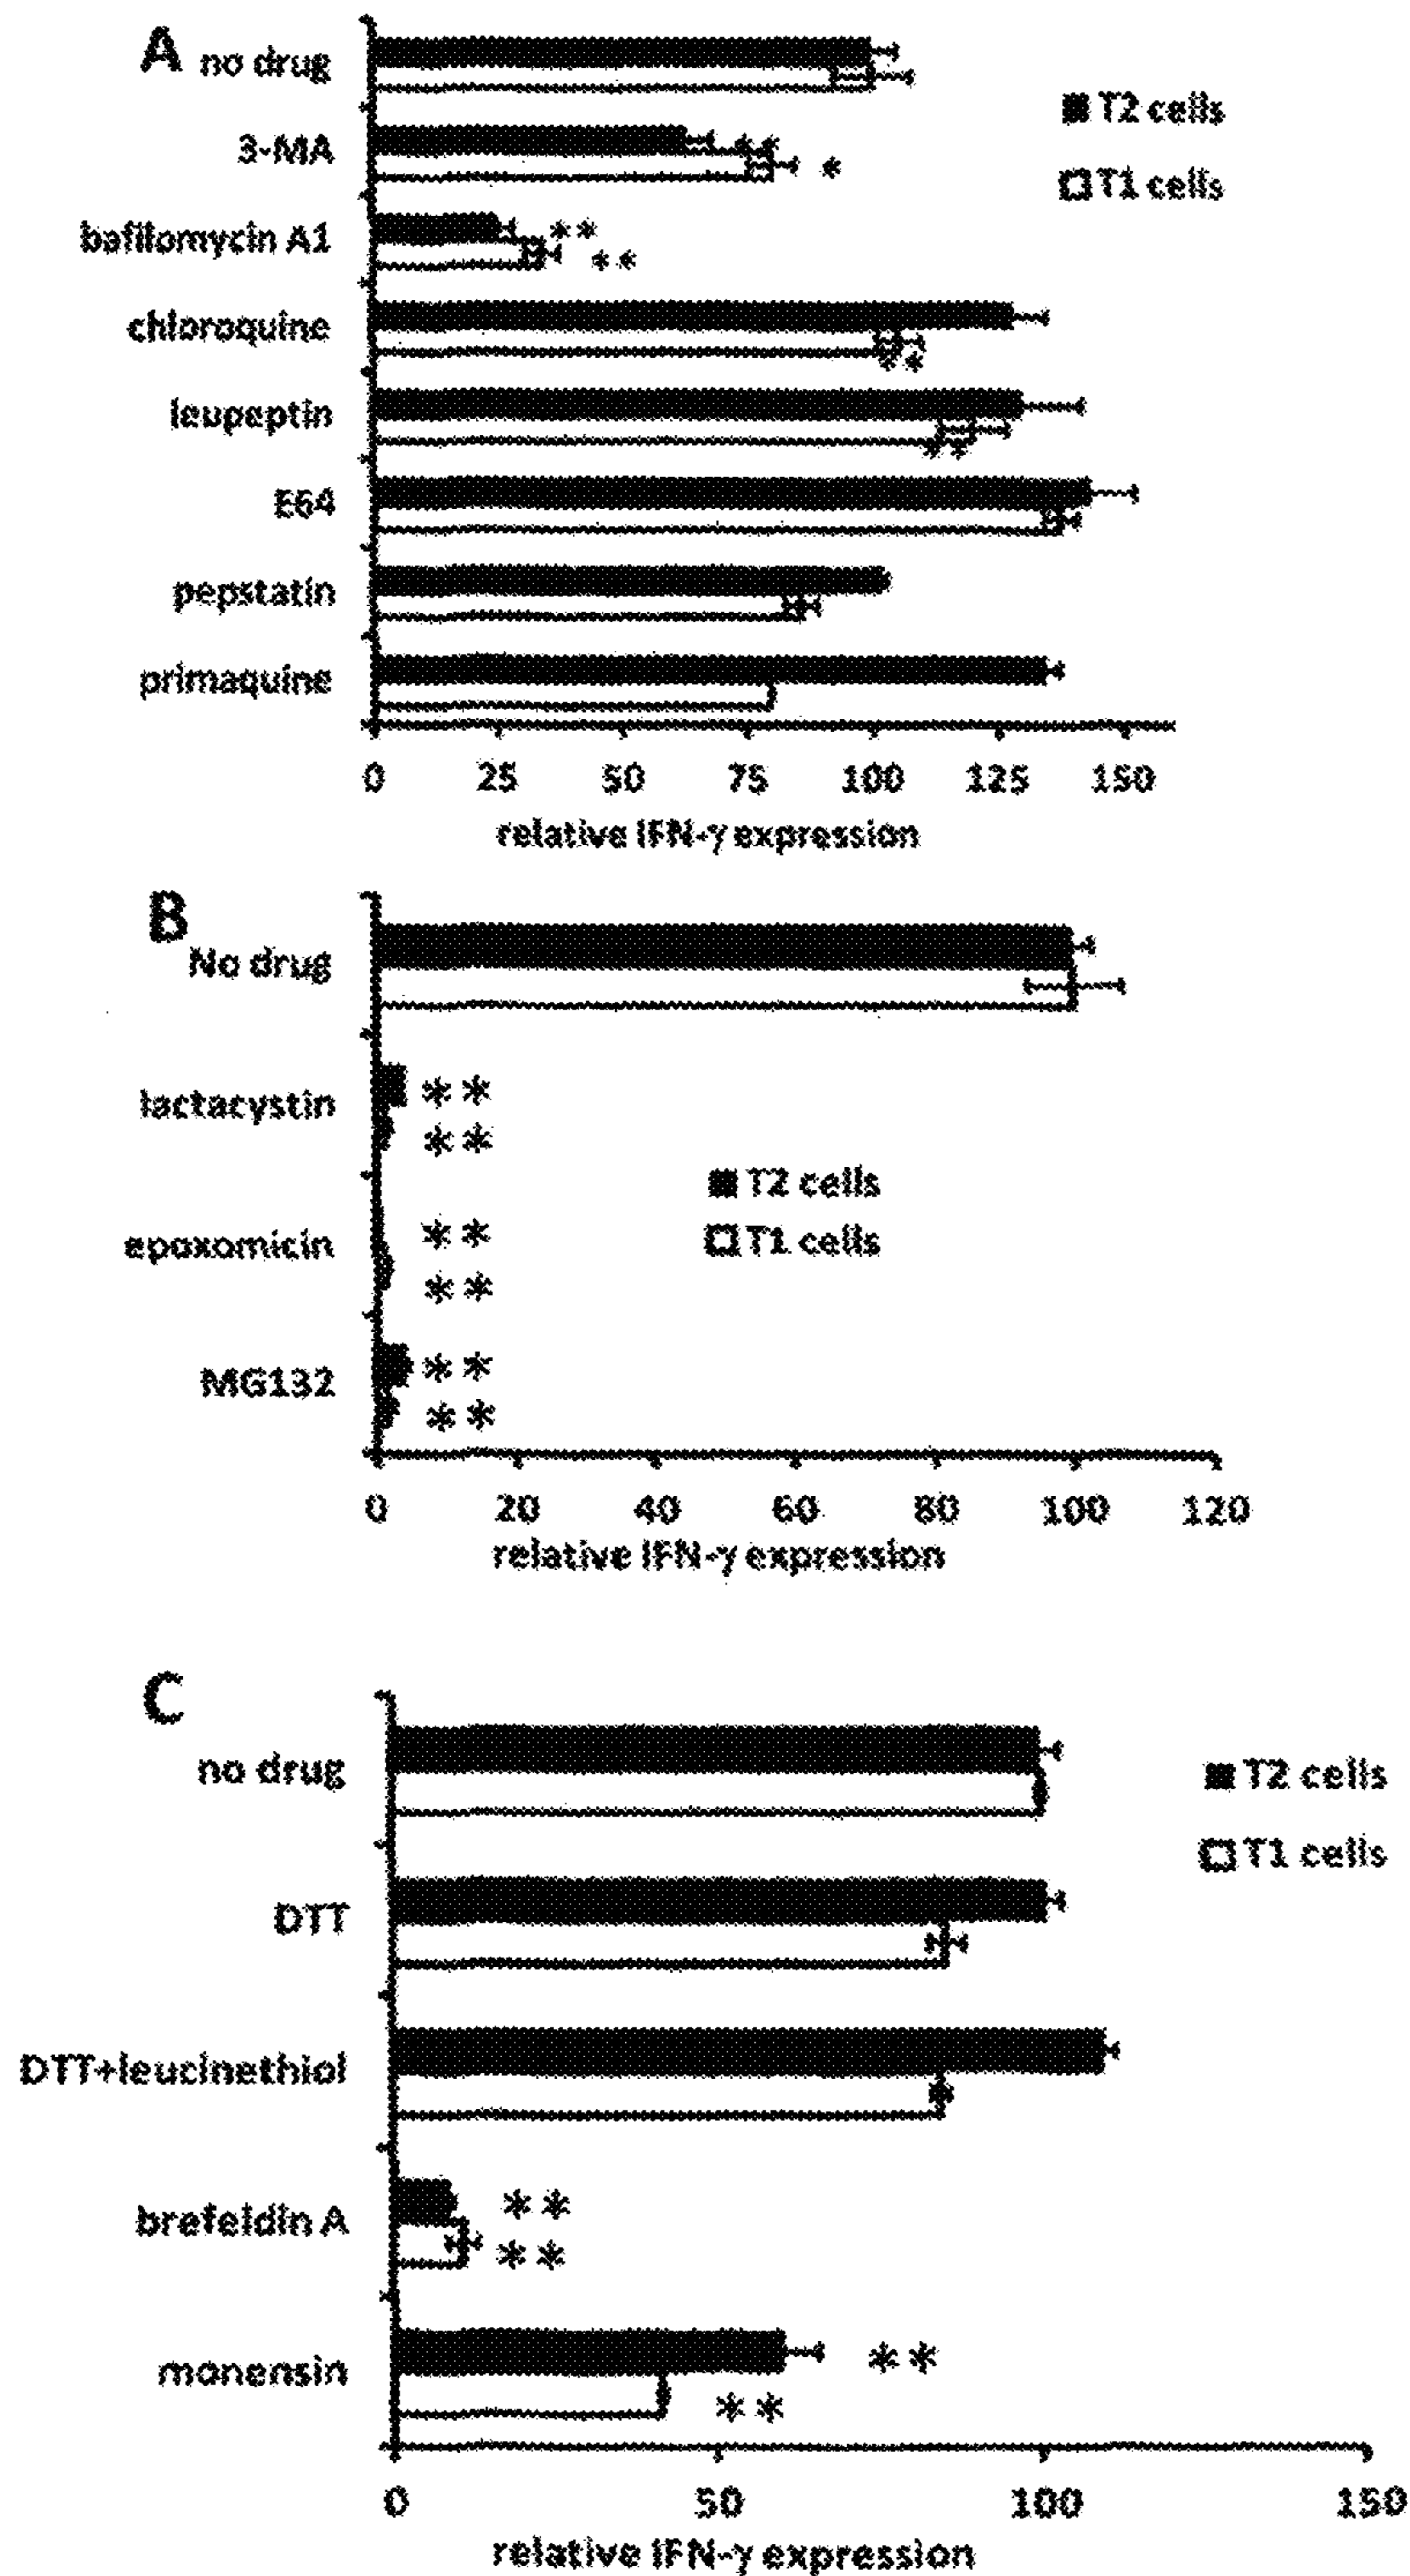 A
no drug
3-MA
bafilomycin A1
chloroquine
leupeptin
E64
pepstatin
primaquine
T2 cells
T1 cells
* *
*
* *
* *
* *
* *
0 25 50 75 100 125 150
relative IFN-γ expression
B
No drug
lactacystin
epoxomicin
MG132
* *
* *
* *
* *
* *
* *
T2 cells
T1 cells
0 20 40 60 80 100 120
relative IFN-γ expression
C
no drug
DTT
DTT+leucinethiol
brefeldin A
monensin
T2 cells
T1 cells
* *
* *
* *
* *
0 50 100 150
relative IFN-γ expression